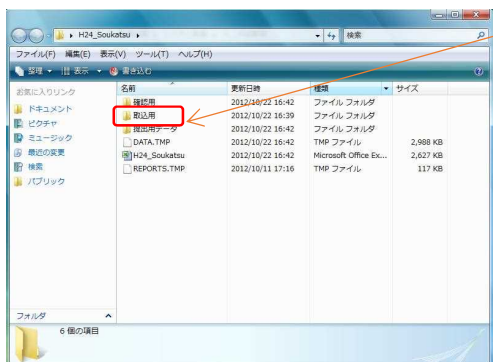 H24_Soukatsu
検索
ファイル(F) 編集(E) 表示(V) ツール(T) ヘルプ(H)
整理 表示 書き込む
お気に入りリンク
ドキュメント
ピクチャ
ミュージック
最近の変更
検索
パブリック
名前 更新日時 種類 サイズ
確認用 2012/10/22 16:42 ファイル フォルダ
取込用 2012/10/22 16:39 ファイル フォルダ
提出用データ 2012/10/22 16:42 ファイル フォルダ
DATA.TMP 2012/10/22 16:42 TMP ファイル 2,988 KB
H24_Soukatsu 2012/10/22 16:42 Microsoft Office Ex... 2,627 KB
REPORTS.TMP 2012/10/11 17:16 TMP ファイル 117 KB
フォルダ
6 個の項目